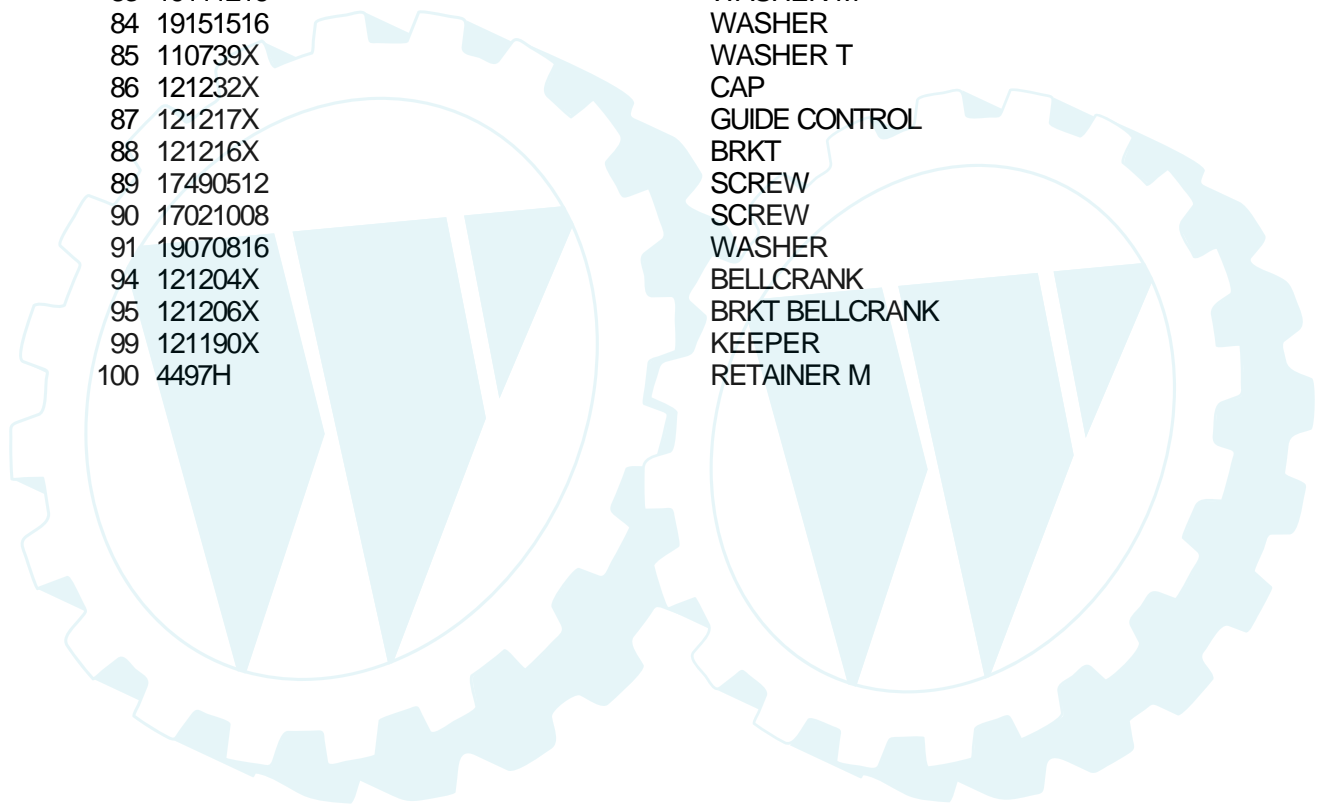 84 19151516 WASHER
85 110739X WASHER T
86 121232X CAP
87 121217X GUIDE CONTROL
88 121216X BRKT
89 17490512 SCREW
90 17021008 SCREW
91 19070816 WASHER
94 121204X BELLCRANK
95 121206X BRKT BELLCRANK
99 121190X KEEPER
100 4497H RETAINER M